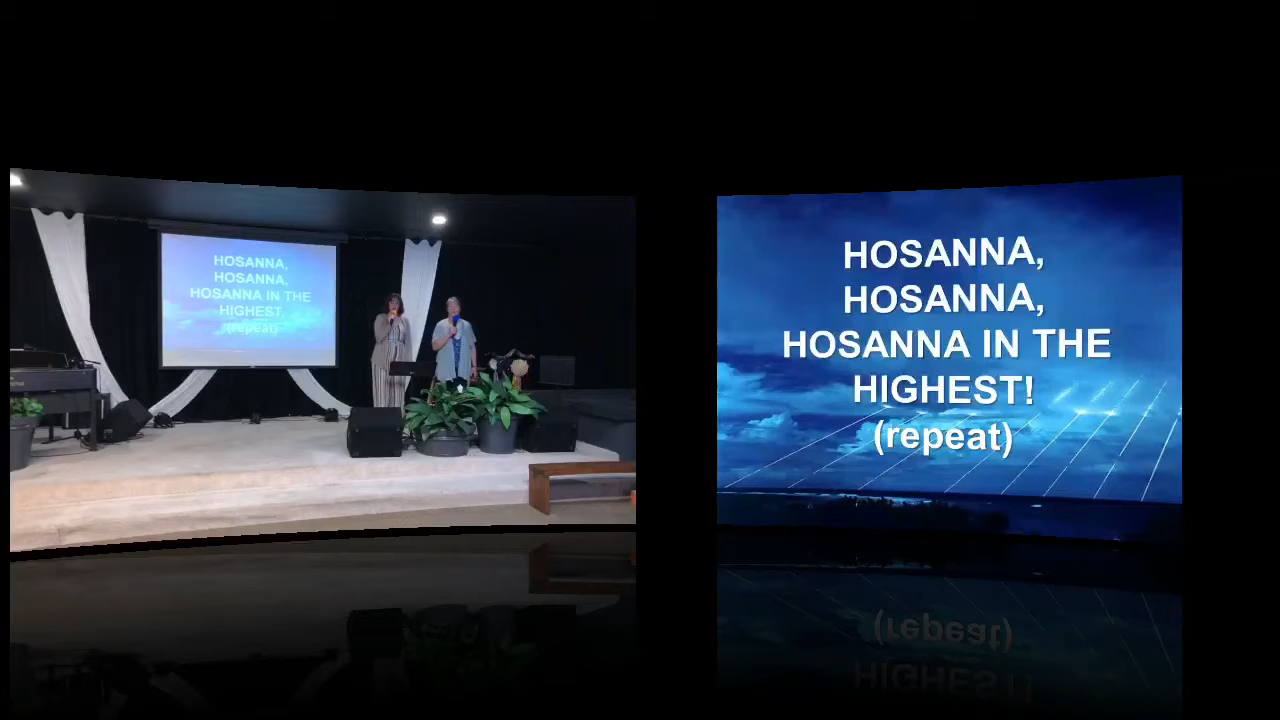 HOSANNA,
HOSANNA,
HOSANNA IN THE
HIGHEST,
(repeat)
HOSANNA,
HOSANNA,
HOSANNA IN THE
HIGHEST!
(repeat)